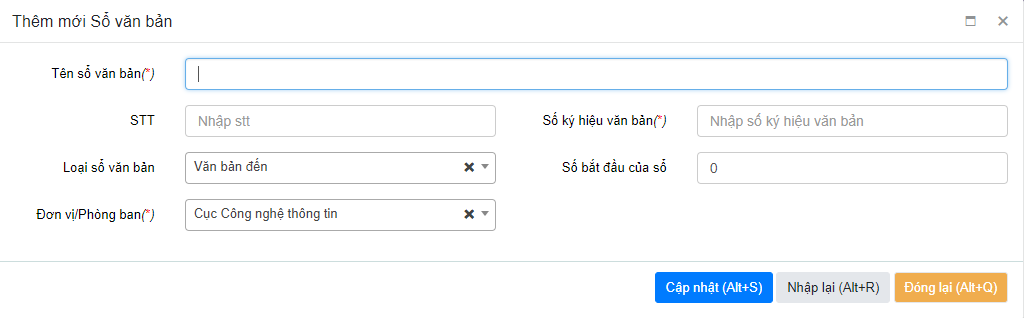 Thêm mới Sổ văn bản
Tên sổ văn bản(*)
STT Nhập stt Số ký hiệu văn bản(*) Nhập số ký hiệu văn bản
Loại sổ văn bản Văn bản đến Số bắt đầu của sổ 0
Đơn vị/Phòng ban(*) Cục Công nghệ thông tin
Cập nhật (Alt+S) Nhập lại (Alt+R) Đóng lại (Alt+Q)